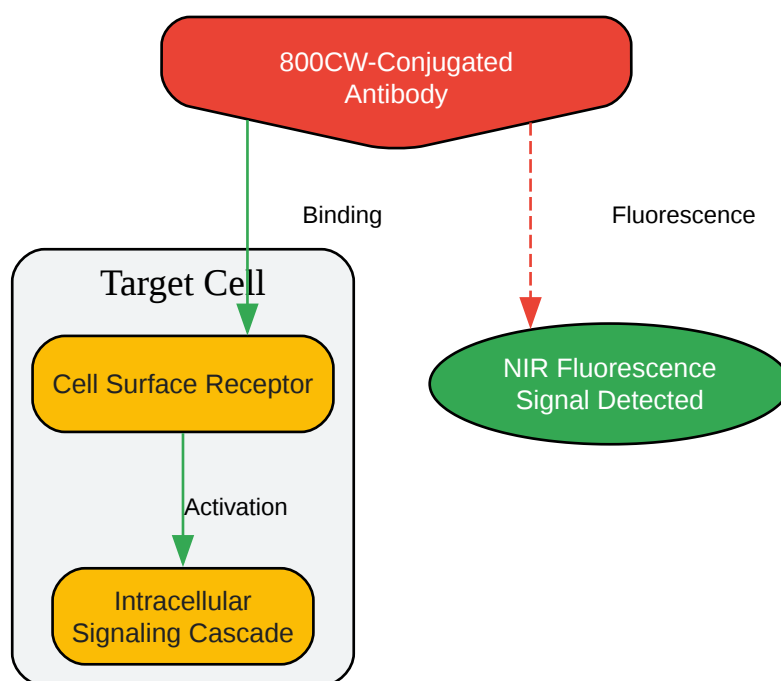 800CW-Conjugated
Antibody
Binding
Fluorescence
Target Cell
Cell Surface Receptor
NIR Fluorescence
Signal Detected
Activation
Intracellular
Signaling Cascade